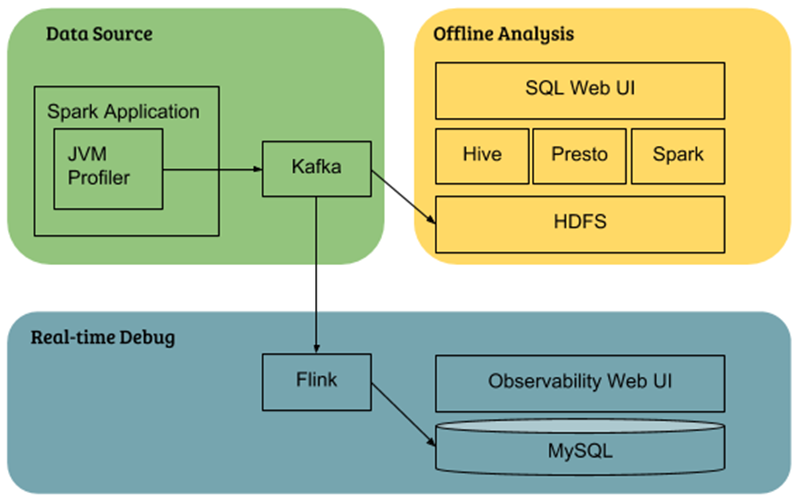 Data Source
Spark Application
JVM
Profiler
Kafka
Offline Analysis
SQL Web UI
Hive
Presto
Spark
HDFS
Real-time Debug
Flink
Observability Web UI
MySQL